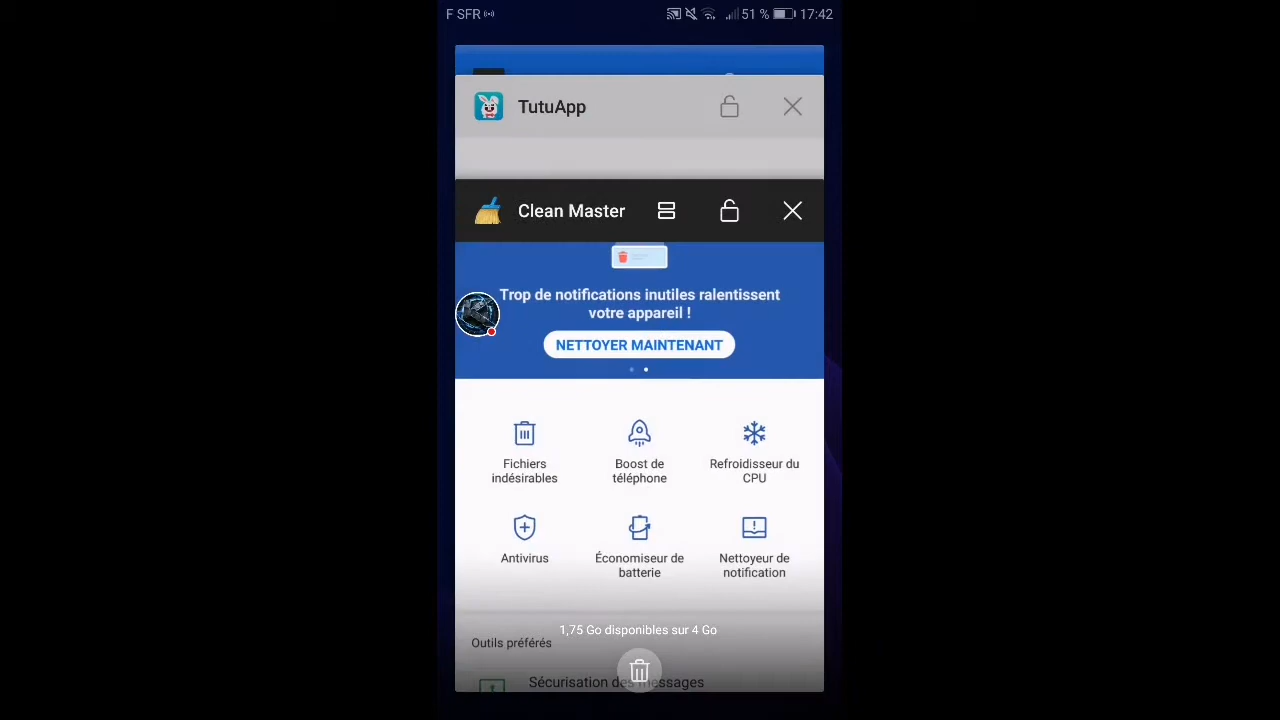 F SFR 51 % 17:42
TutuApp
Clean Master
Trop de notifications inutiles ralentissent
votre appareil !
NETTOYER MAINTENANT
Fichiers
indésirables
Boost de
téléphone
Refroidisseur du
CPU
Antivirus
Économiseur de
batterie
Nettoyeur de
notification
1,75 Go disponibles sur 4 Go
Outils préférés
Sécurisation des messages